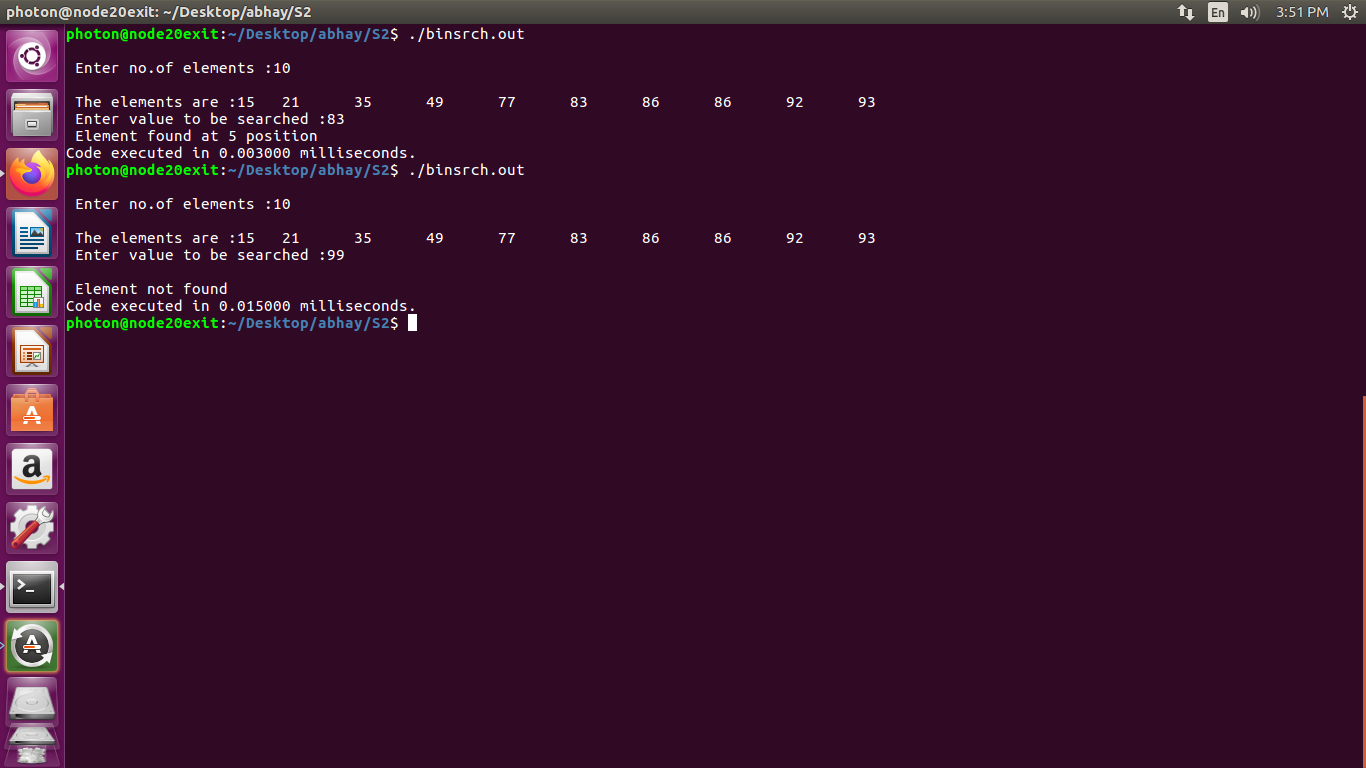 photon@node20exit: ~/Desktop/abhay/S2 En 3:51 PM
photon@node20exit:~/Desktop/abhay/S2$ ./binsrch.out
Enter no.of elements :10
The elements are :15 21 35 49 77 83 86 86 92 93
Enter value to be searched :83
Element found at 5 position
Code executed in 0.003000 milliseconds.
photon@node20exit:~/Desktop/abhay/S2$ ./binsrch.out
Enter no.of elements :10
The elements are :15 21 35 49 77 83 86 86 92 93
Enter value to be searched :99
Element not found
Code executed in 0.015000 milliseconds.
photon@node20exit:~/Desktop/abhay/S2$